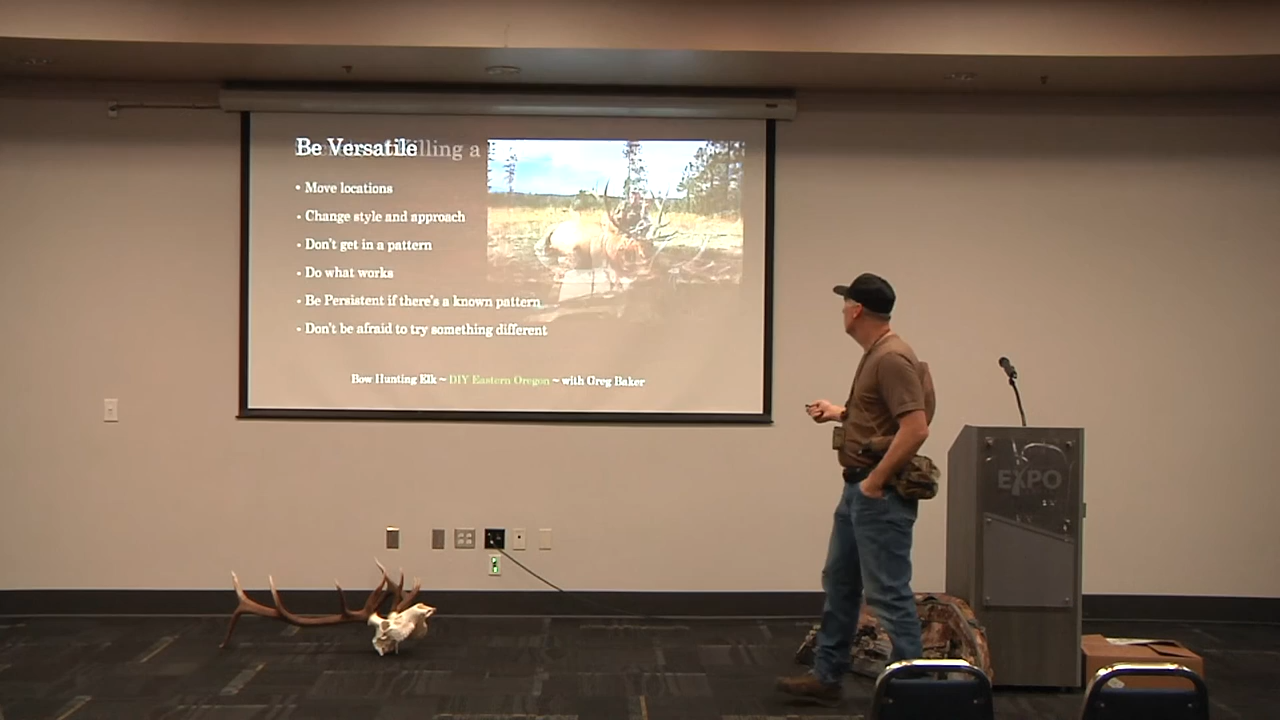 Be Versatile
killing a
• Move locations
• Change style and approach
• Don't get in a pattern
• Do what works
• Be Persistent if there's a known pattern
• Don't be afraid to try something different
Bow Hunting Elk ~ DIY Eastern Oregon ~ with Greg Baker
EXPO